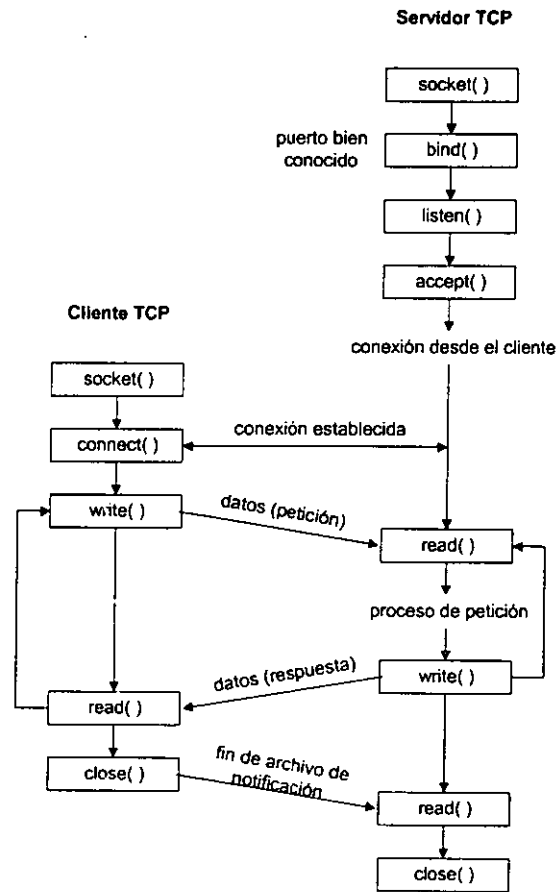 Servidor TCP
socket( )
puerto bien
conocido
bind( )
listen( )
accept( )
Cliente TCP
conexión desde el cliente
socket( )
conexión establecida
connect( )
write( )
datos (petición)
read( )
proceso de petición
datos (respuesta)
write( )
read( )
fin de archivo de
notificación
close( )
read( )
close( )